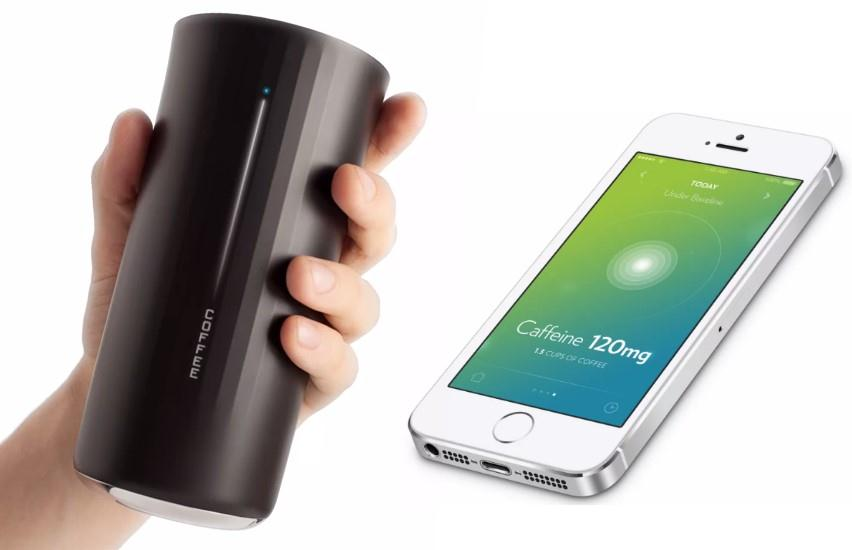 COFFEE
TODAY
Under Baseline
Caffeine 120mg
1.5 CUPS OF COFFEE